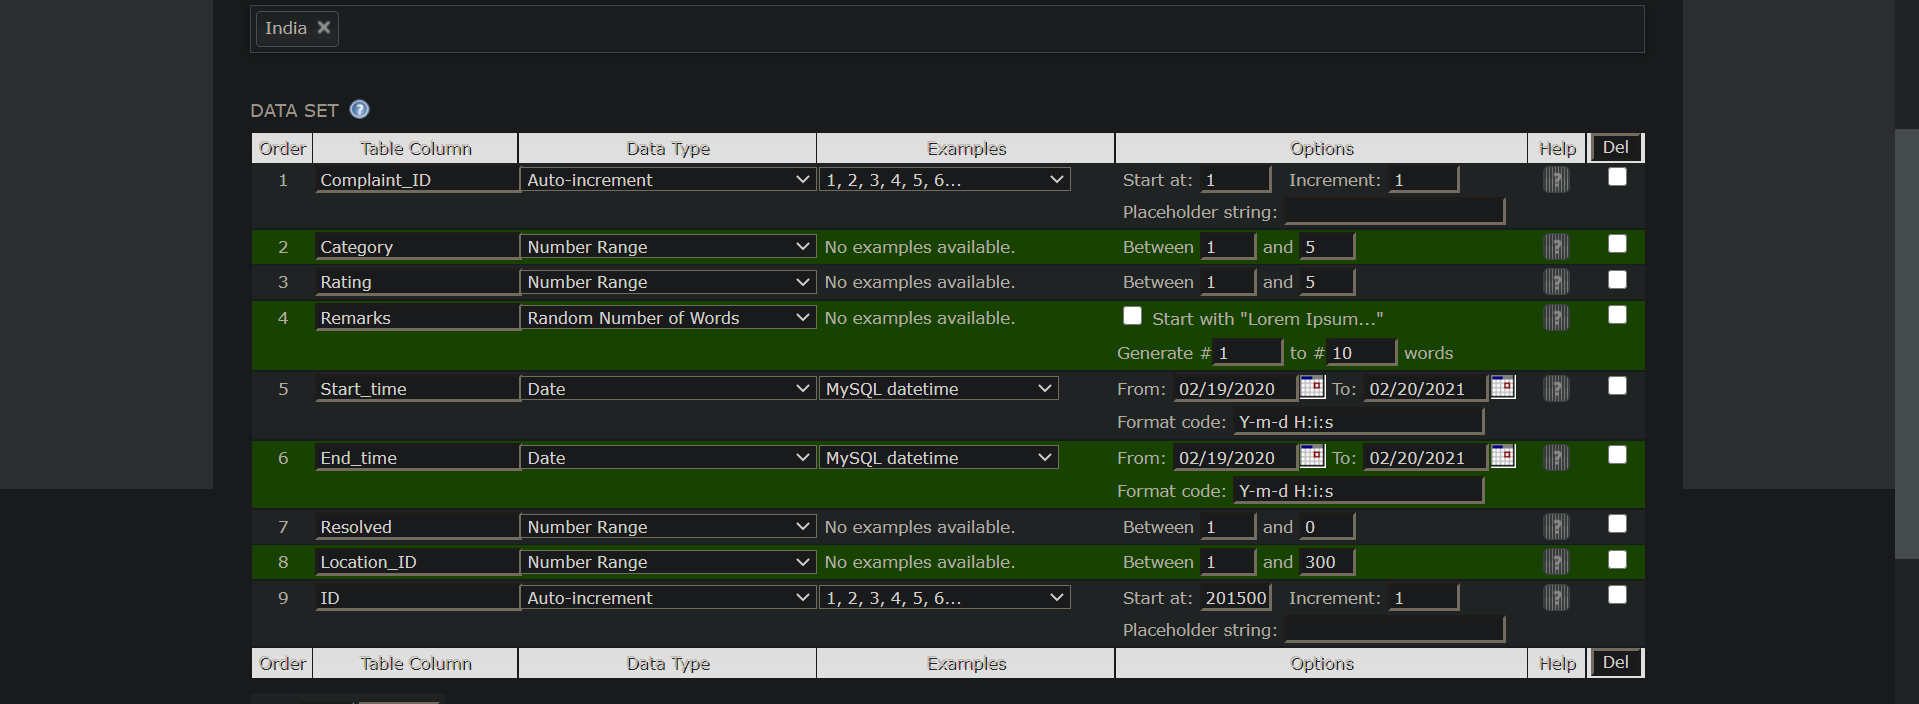 India ×
DATA SET ?
Order Table Column Data Type Examples Options Help Del
1 Complaint_ID Auto-increment 1, 2, 3, 4, 5, 6... Start at: 1 Increment: 1 ?
Placeholder string:
2 Category Number Range No examples available. Between 1 and 5 ?
3 Rating Number Range No examples available. Between 1 and 5 ?
4 Remarks Random Number of Words No examples available. Start with "Lorem Ipsum..." ?
Generate # 1 to # 10 words
5 Start_time Date MySQL datetime From: 02/19/2020 To: 02/20/2021 ?
Format code: Y-m-d H:i:s
6 End_time Date MySQL datetime From: 02/19/2020 To: 02/20/2021 ?
Format code: Y-m-d H:i:s
7 Resolved Number Range No examples available. Between 1 and 0 ?
8 Location_ID Number Range No examples available. Between 1 and 300 ?
9 ID Auto-increment 1, 2, 3, 4, 5, 6... Start at: 201500 Increment: 1 ?
Placeholder string:
Order Table Column Data Type Examples Options Help Del